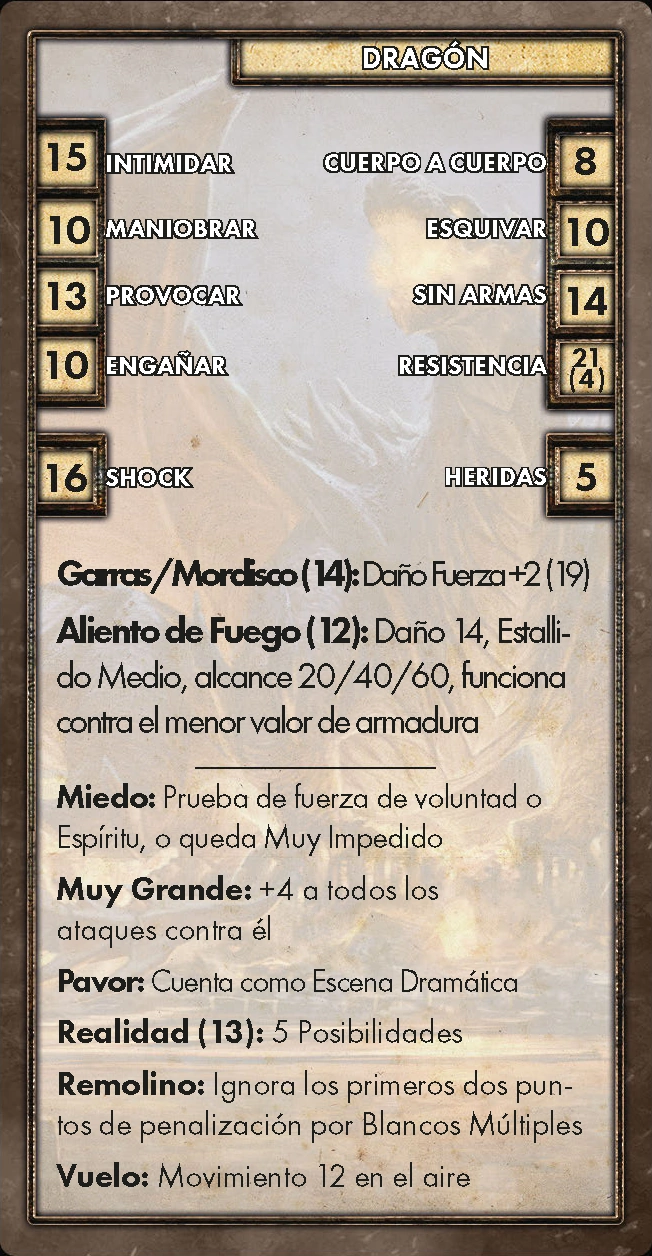 DRAGÓN
15 INTIMIDAR
CUERPO A CUERPO 8
10 MANIOBRAR
ESQUIVAR 10
13 PROVOCAR
SIN ARMAS 14
10 ENGAÑAR
RESISTENCIA 21
(4)
16 SHOCK
HERIDAS 5
Garras/Mordisco (14): Daño Fuerza +2 (19)
Aliento de Fuego (12): Daño 14, Estalli-
do Medio, alcance 20/40/60, funciona
contra el menor valor de armadura
Miedo: Prueba de fuerza de voluntad o
Espíritu, o queda Muy Impedido
Muy Grande: +4 a todos los
ataques contra él
Pavor: Cuenta como Escena Dramática
Realidad (13): 5 Posibilidades
Remolino: Ignora los primeros dos pun-
tos de penalización por Blancos Múltiples
Vuelo: Movimiento 12 en el aire